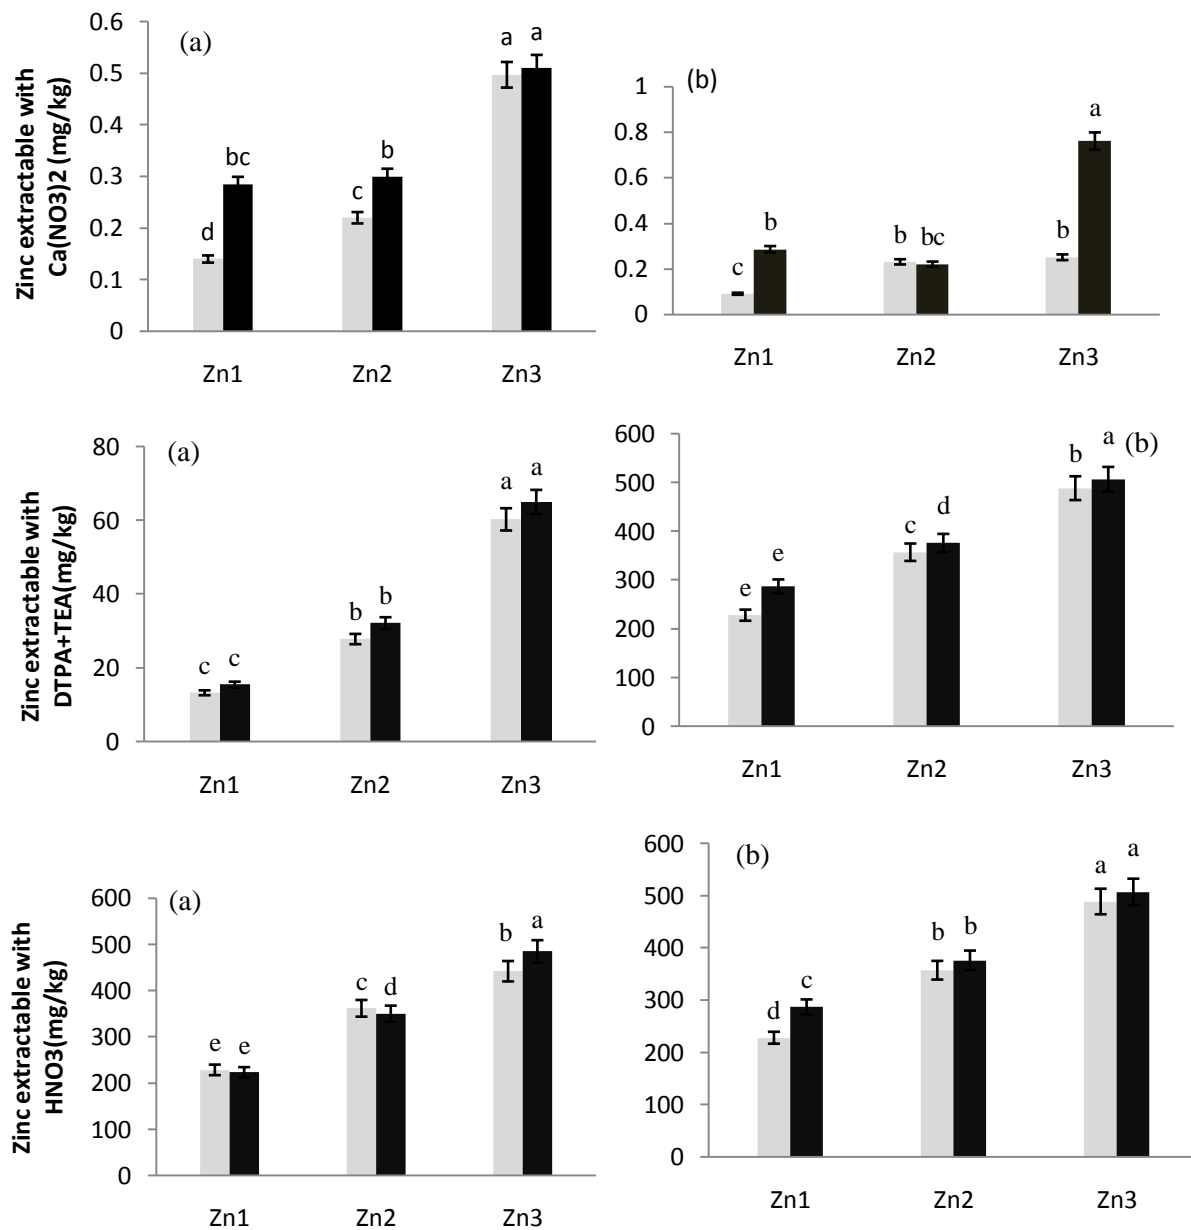 Zinc extractable with
Ca(NO3)2 (mg/kg)
(a)
0.6
0.5
0.4
0.3
0.2
0.1
0
d
bc
c
b
a
a
Zn1
Zn2
Zn3
(b)
1
0.8
0.6
0.4
0.2
0
c
b
b
bc
b
a
Zn1
Zn2
Zn3
Zinc extractable with
DTPA+TEA(mg/kg)
(a)
80
60
40
20
0
c
c
b
b
a
a
Zn1
Zn2
Zn3
(b)
600
500
400
300
200
100
0
e
e
c
d
b
a
Zn1
Zn2
Zn3
Zinc extractable with
HNO3(mg/kg)
(a)
600
500
400
300
200
100
0
e
e
c
d
b
a
Zn1
Zn2
Zn3
(b)
600
500
400
300
200
100
0
d
c
b
b
a
a
Zn1
Zn2
Zn3